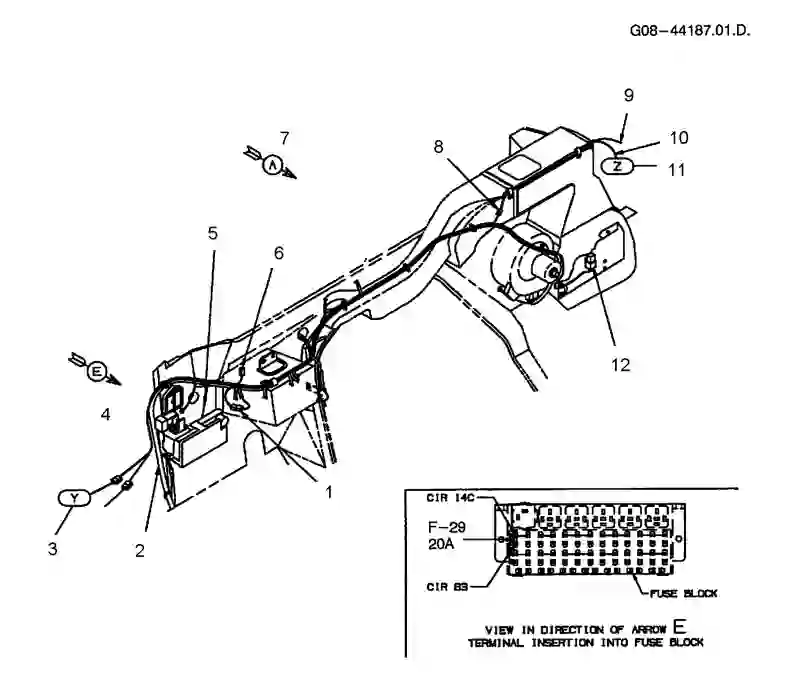 G08-44187.01.D.
9
7
8
10
A
Z
11
5
6
E
12
4
Y
1
3
2
CIR 14C
F-29
20A
CIR 83
FUSE BLOCK
VIEW IN DIRECTION OF ARROW E
TERMINAL INSERTION INTO FUSE BLOCK